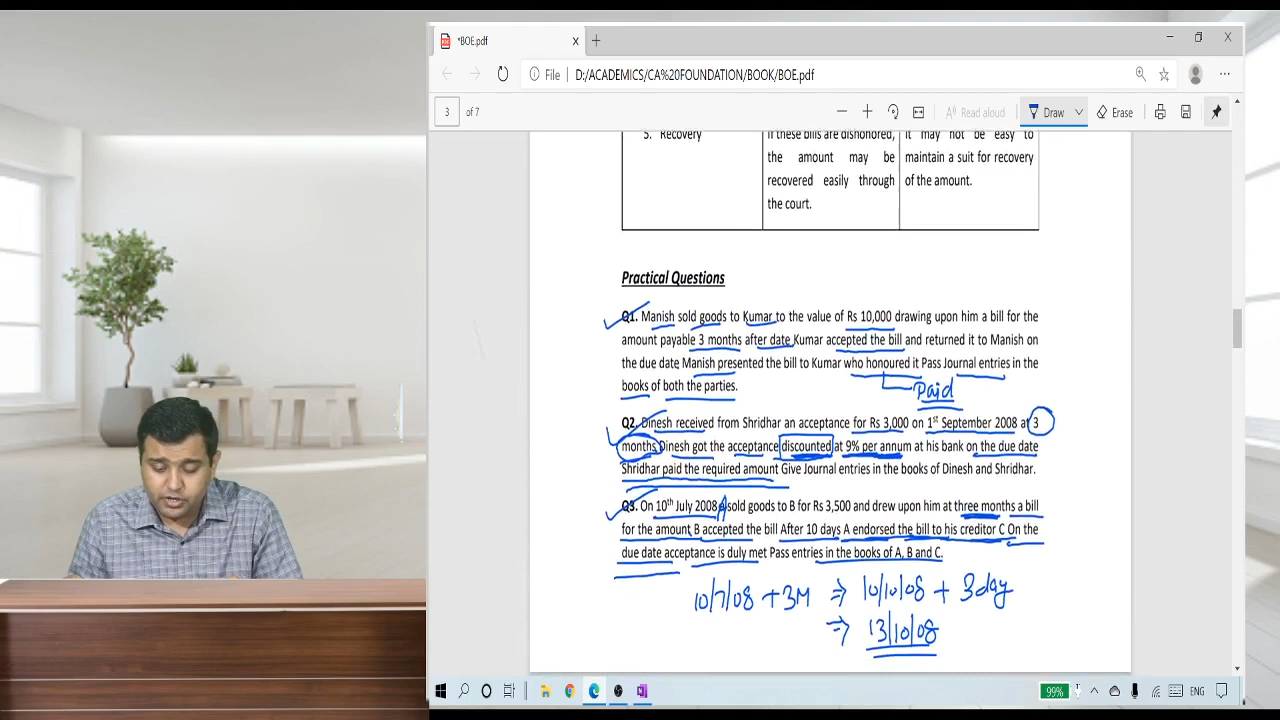 *BOE.pdf
File | D:/ACADEMICS/CA%20FOUNDATION/BOOK/BOE.pdf
3 of 7
Read aloud
Draw
Erase
5. Recovery
If these bills are dishonored, the amount may be recovered easily through the court.
it may not be easy to maintain a suit for recovery of the amount.
Practical Questions
Q1. Manish sold goods to Kumar to the value of Rs 10,000 drawing upon him a bill for the
amount payable 3 months after date Kumar accepted the bill and returned it to Manish on
the due date Manish presented the bill to Kumar who honoured it Pass Journal entries in the
books of both the parties.
Paid
Q2. Dinesh received from Shridhar an acceptance for Rs 3,000 on 1st September 2008 at 3
months Dinesh got the acceptance discounted at 9% per annum at his bank on the due date
Shridhar paid the required amount Give Journal entries in the books of Dinesh and Shridhar.
Q3. On 10th July 2008 A sold goods to B for Rs 3,500 and drew upon him at three months a bill
for the amount B accepted the bill After 10 days A endorsed the bill to his creditor C On the
due date acceptance is duly met Pass entries in the books of A, B and C.
10/7/08 + 3M ⇒ 10/10/08 + 3day
⇒ 13/10/08
99%
ENG